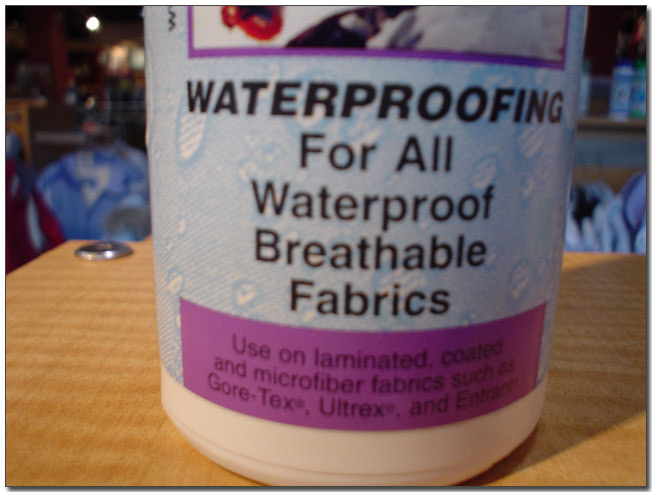 WATERPROOFING
For All
Waterproof
Breathable
Fabrics
Use on laminated, coated
and microfiber fabrics such as
Gore-Tex®, Ultrex®, and Entrant®